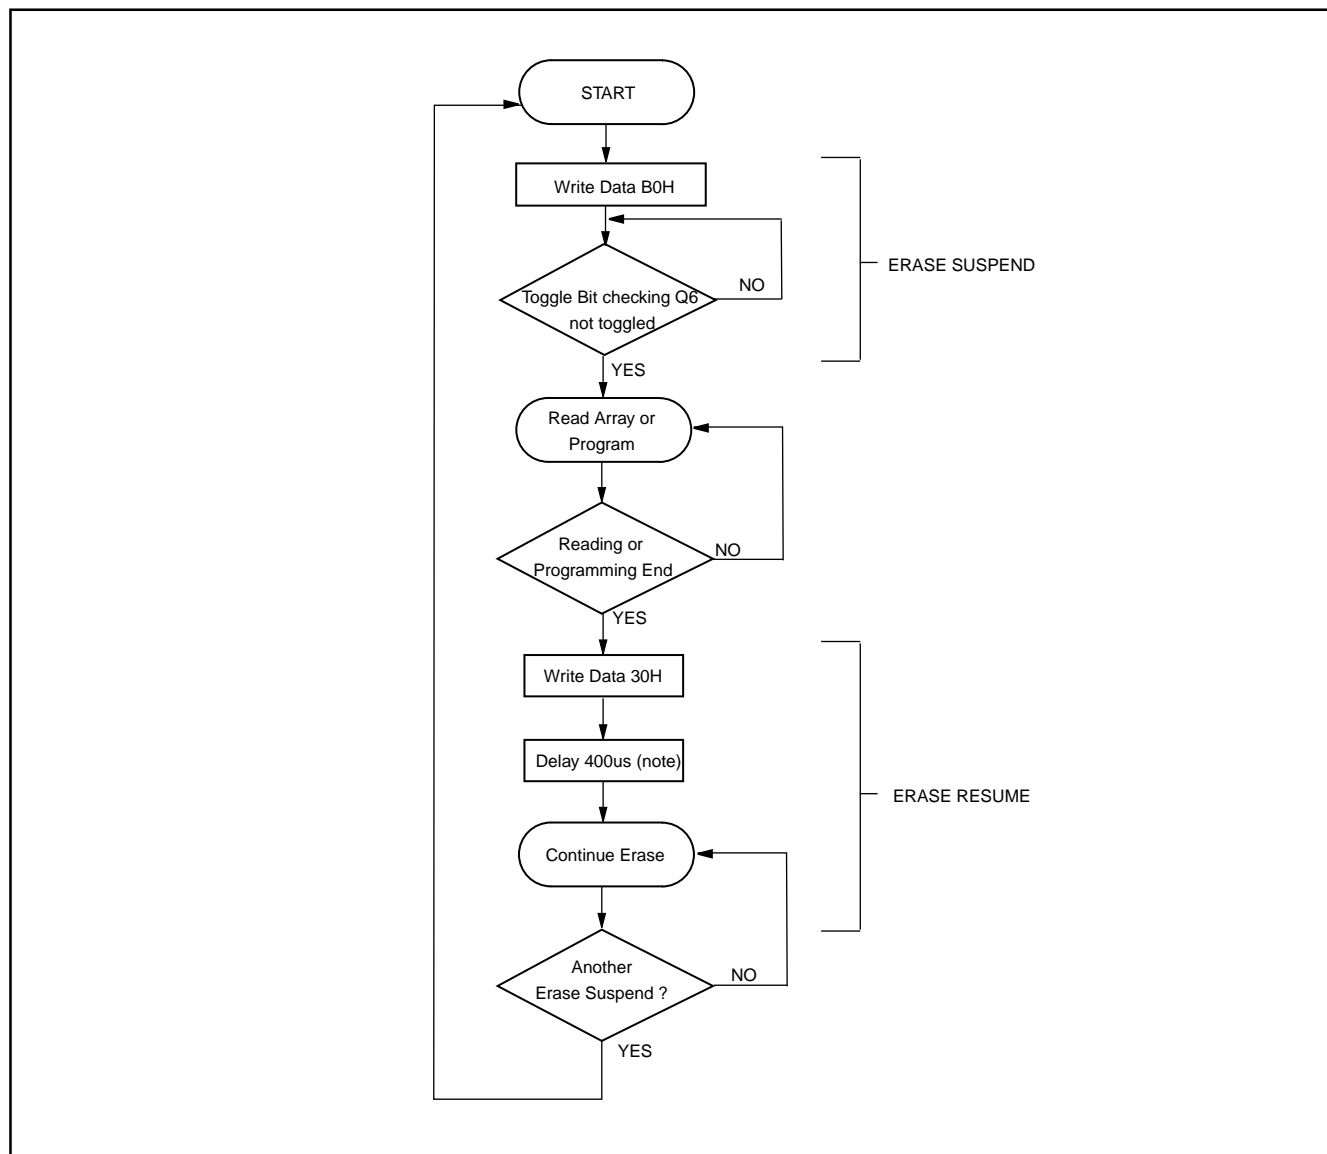 START
Write Data B0H
ERASE SUSPEND
NO
Toggle Bit checking Q6
not toggled
YES
Read Array or
Program
Reading or
NO
Programming End
YES
Write Data 30H
Delay 400us (note)
ERASE RESUME
Continue Erase
Another
NO
Erase Suspend ?
YES